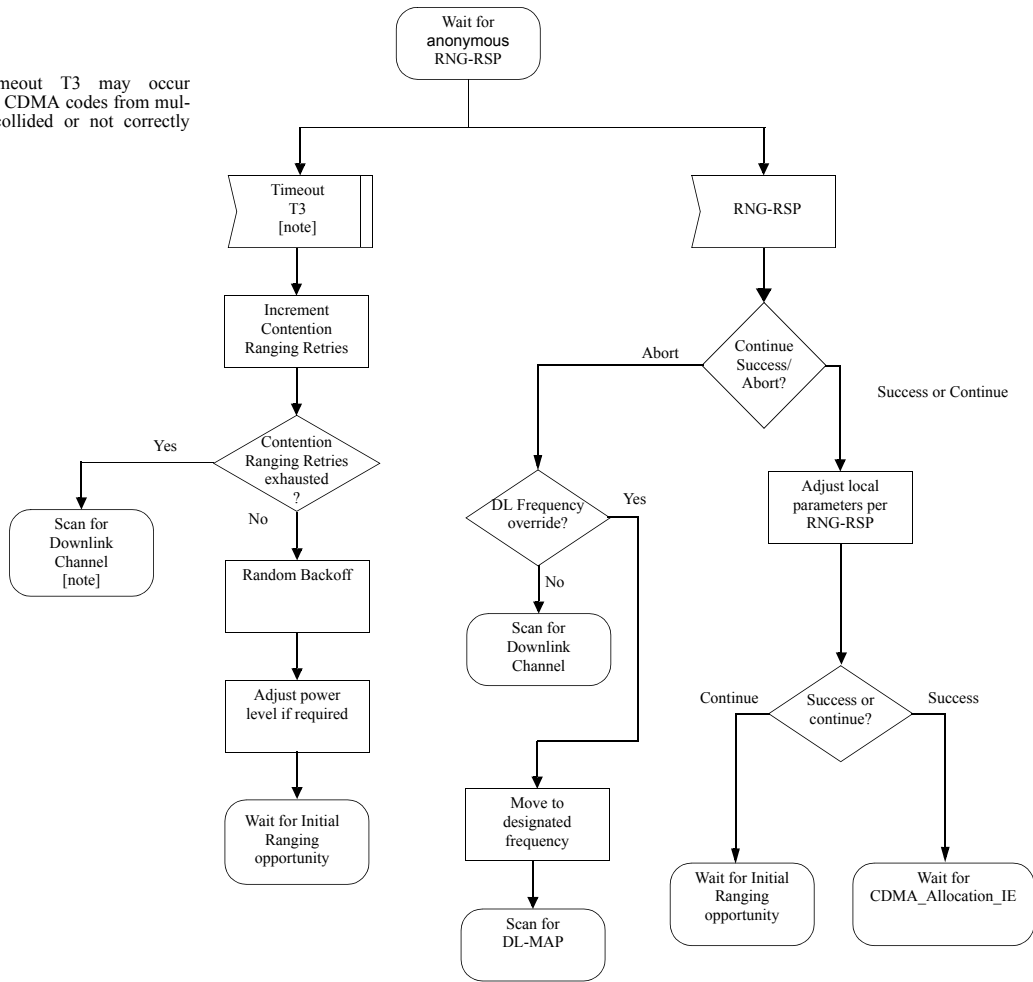 Wait for
anonymous
RNG-RSP
meout T3 may occur
CDMA codes from mul-
collided or not correctly
Timeout
T3
[note]
RNG-RSP
Increment
Contention
Ranging Retries
Continue
Success/
Abort?
Abort
Success or Continue
Yes
Contention
Ranging Retries
exhausted
?
No
DL Frequency
override?
Yes
No
Adjust local
parameters per
RNG-RSP
Scan for
Downlink
Channel
[note]
Random Backoff
Scan for
Downlink
Channel
Adjust power
level if required
Continue
Success or
continue?
Success
Wait for Initial
Ranging
opportunity
Move to
designated
frequency
Wait for Initial
Ranging
opportunity
Wait for
CDMA_Allocation_IE
Scan for
DL-MAP